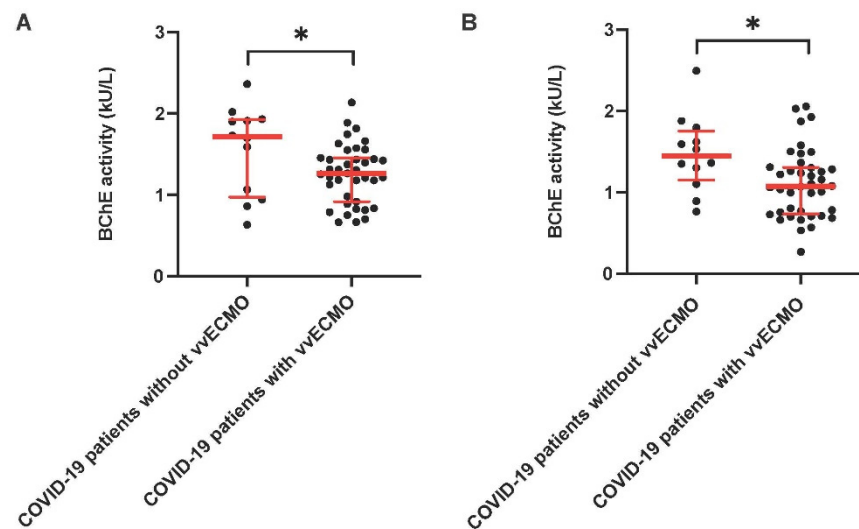 A
*
BChE activity (kU/L)
3
2
1
0
COVID-19 patients without vvECMO
COVID-19 patients with vvECMO
B
*
BChE activity (kU/L)
3
2
1
0
COVID-19 patients without vvECMO
COVID-19 patients with vvECMO